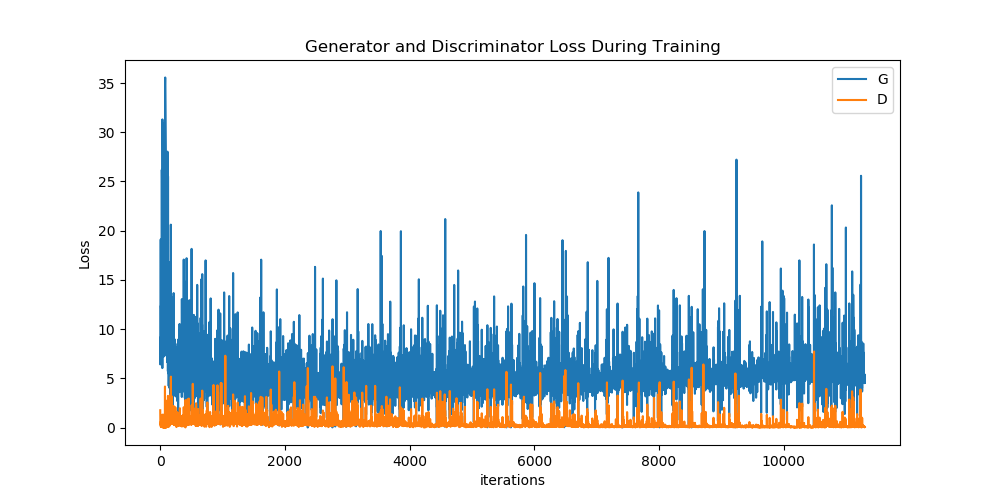 Generator and Discriminator Loss During Training
G
D
35
30
25
20
15
10
5
0
Loss
0 2000 4000 6000 8000 10000
iterations